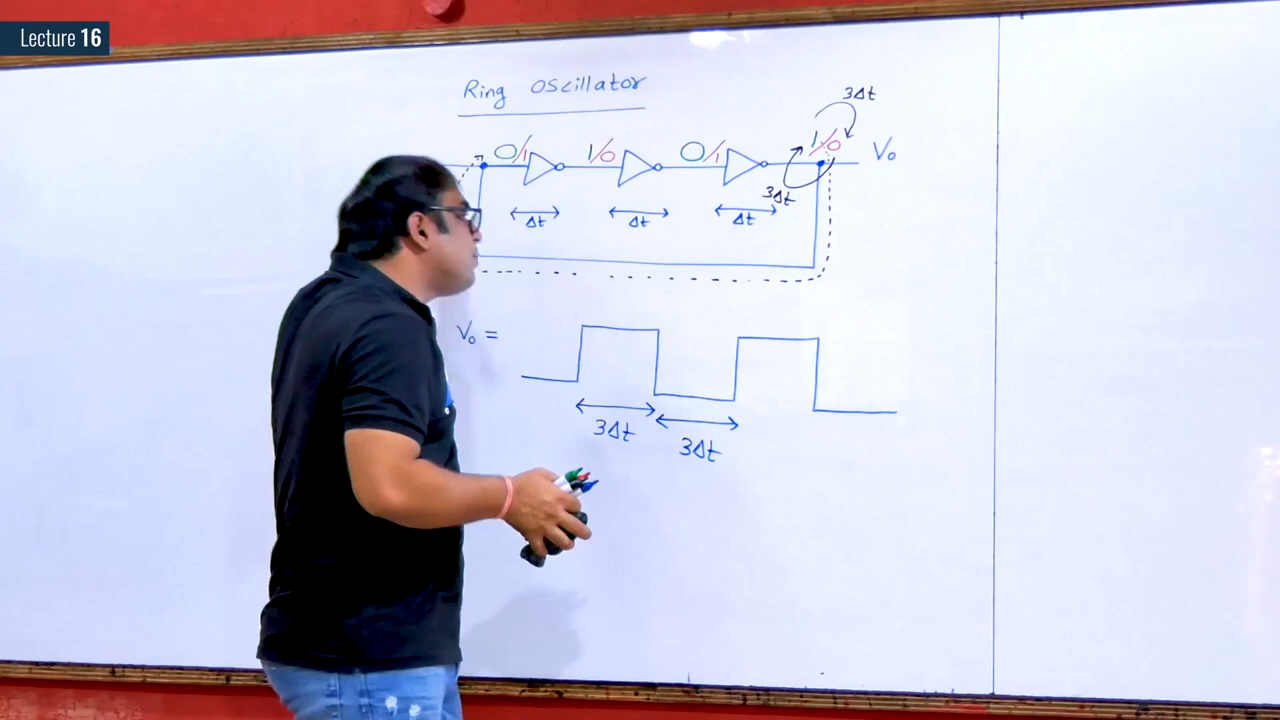 Lecture 16
Ring Oscillator
3Δt
0/1 1/0 0/1 1/0 V₀
3Δt
Δt Δt Δt
V₀ =
3Δt 3Δt